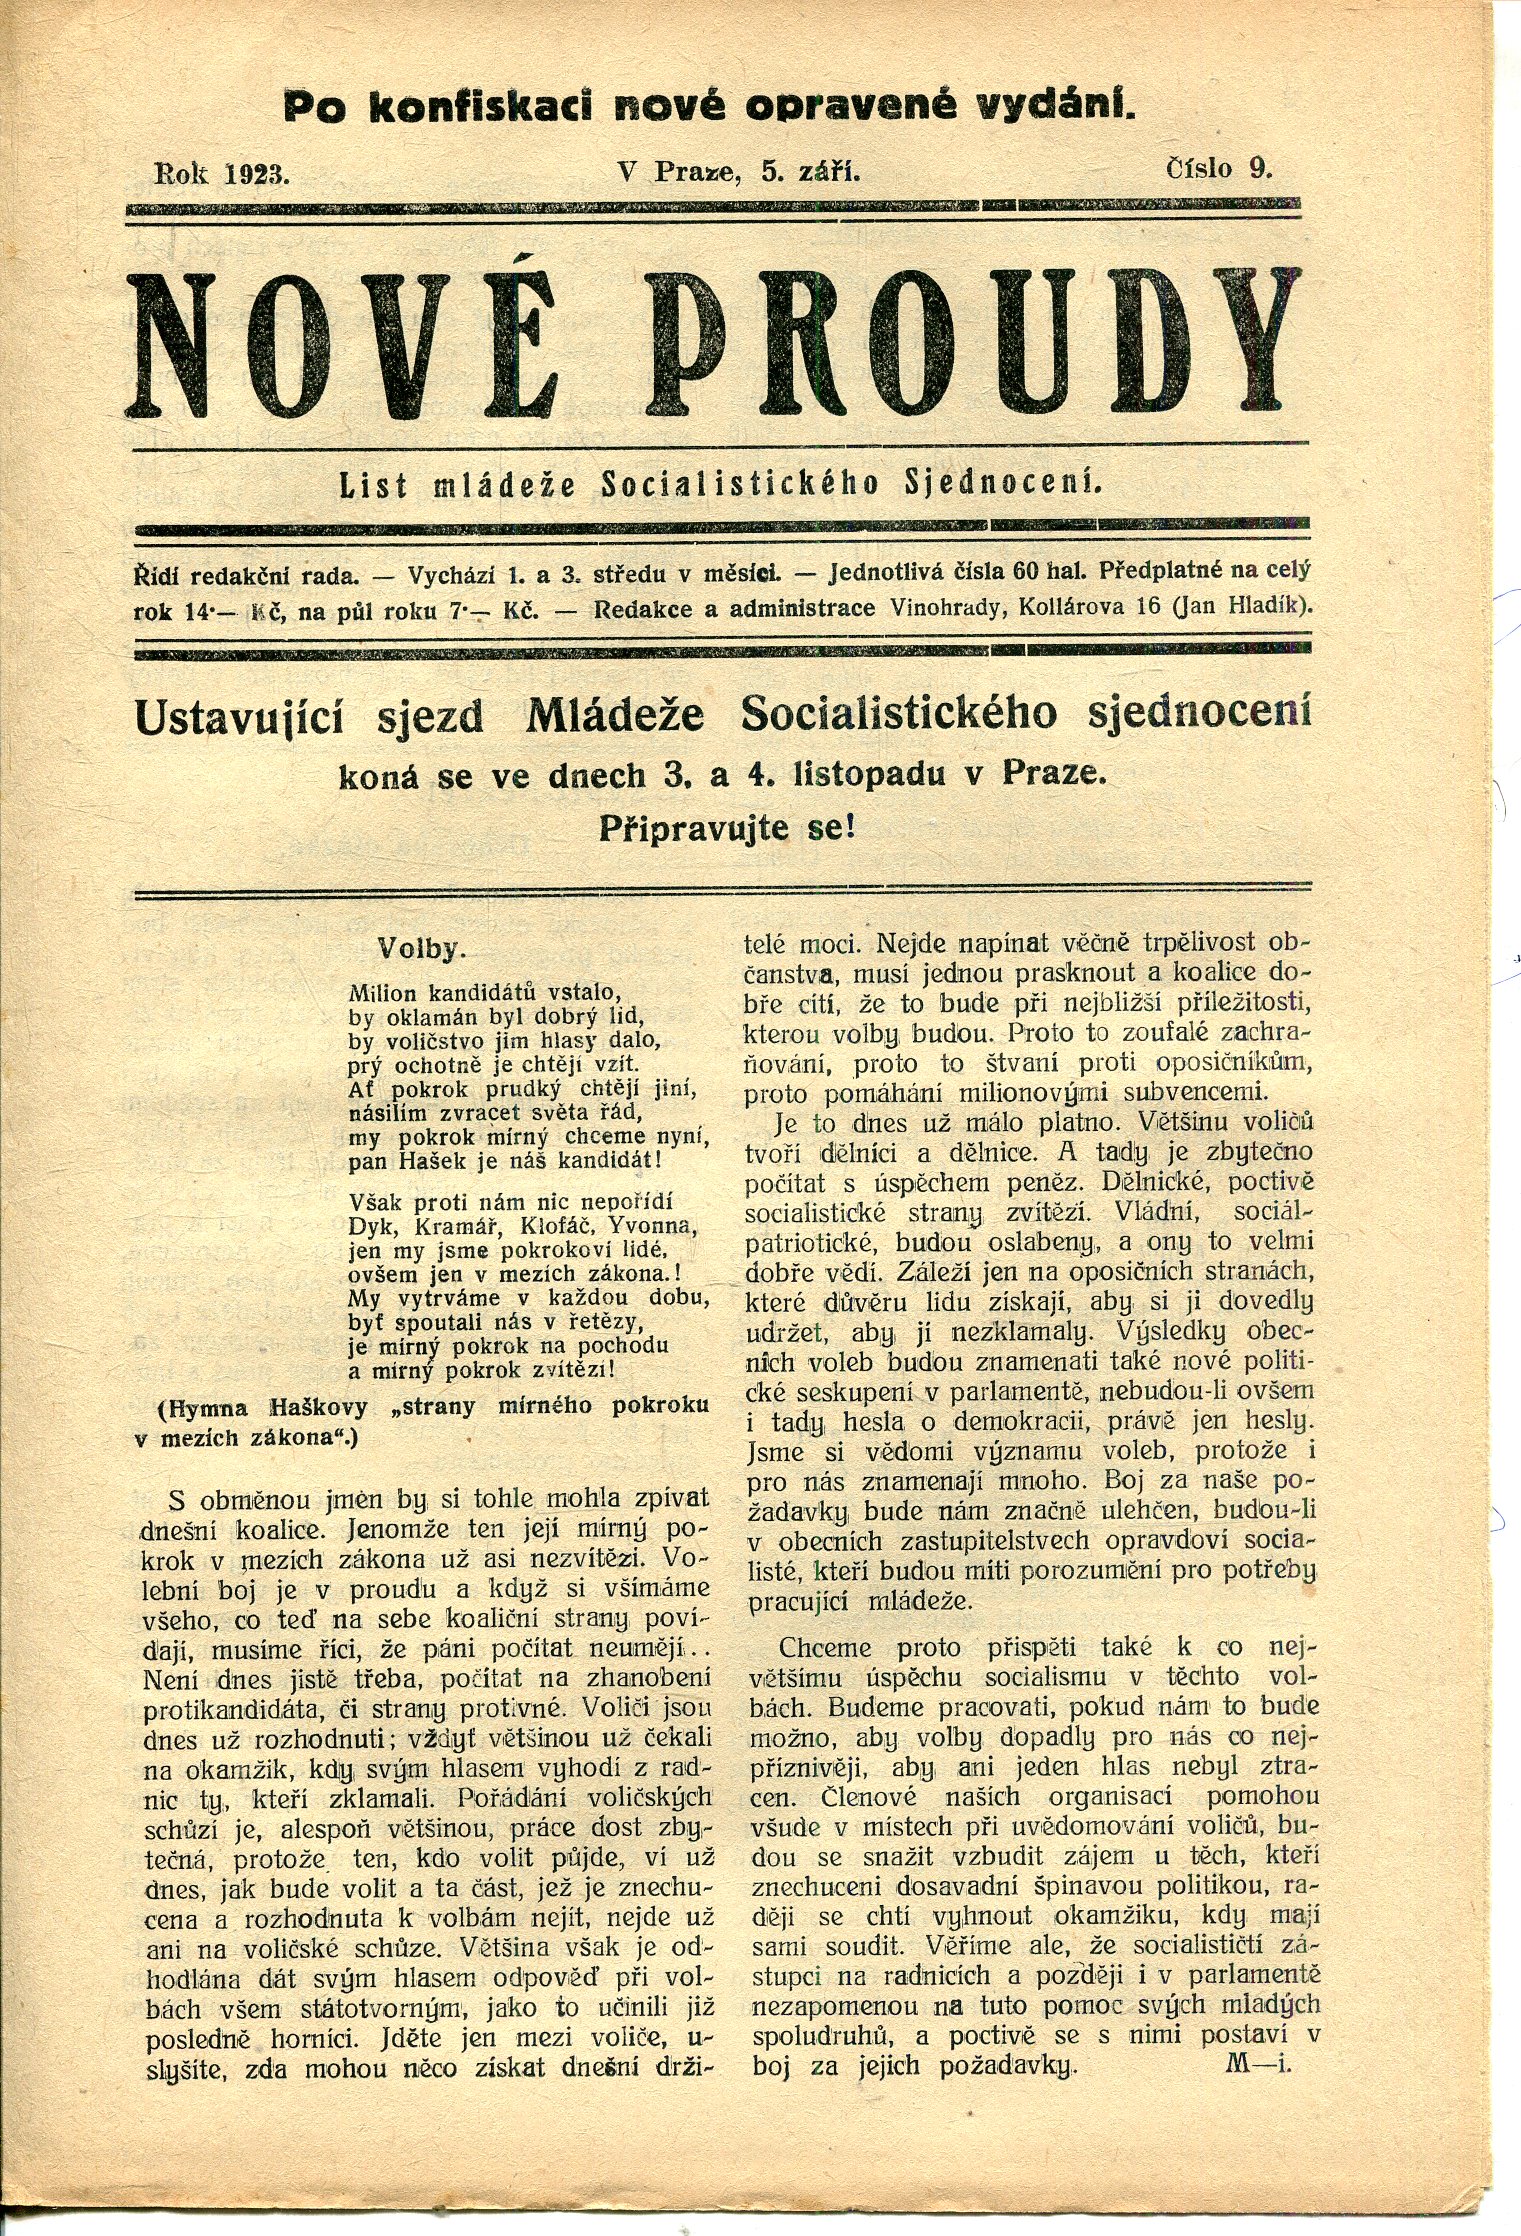 Po konfiskaci nové opravené vydání.
Rok 1923.
V Praze, 5. září.
Číslo 9.
NOVÉ PROUDY
List mládeže Socialistického Sjednocení.
Řídí redakční rada. — Vychází 1. a 3. středu v měsíci. — Jednotlivá čísla 60 hal. Předplatné na celý
rok 14·— Kč, na půl roku 7·— Kč. — Redakce a administrace Vinohrady, Kollárova 16 (Jan Hladík).
Ustavující sjezd Mládeže Socialistického sjednocení
koná se ve dnech 3. a 4. listopadu v Praze.
Připravujte se!
Volby.
Milion kandidátů vstalo,
by oklamán byl dobrý lid,
by voličstvo jim hlasy dalo,
prý ochotně je chtějí vzít.
Ať pokrok prudký chtějí jiní,
násilím zvracet světa řád,
my pokrok mírný chceme nyní,
pan Hašek je náš kandidát!
Však proti nám nic nepořídí
Dyk, Kramář, Klofáč, Yvonna,
jen my jsme pokrokoví lidé,
ovšem jen v mezích zákona.!
My vytrváme v každou dobu,
byť spoutali nás v řetězy,
je mírný pokrok na pochodu
a mírný pokrok zvítězí!
(Hymna Haškovy „strany mírného pokroku
v mezích zákona“.)
S obměnou jmen by si tohle mohla zpívat
dnešní koalice. Jenomže ten její mírný po-
krok v mezích zákona už asi nezvítězí. Vo-
lební boj je v proudu a když si všímáme
všeho, co teď na sebe koaliční strany poví-
dají, musíme říci, že páni počítat neumějí..
Není dnes jistě třeba, počítat na zhanobení
protikandidáta, či strany protivné. Voliči jsou
dnes už rozhodnuti; vždyť většinou už čekali
na okamžik, kdy svým hlasem vyhodí z rad-
nic ty, kteří zklamali. Pořádání voličských
schůzí je, alespoň většinou, práce dost zby-
tečná, protože ten, kdo volit půjde, ví už
dnes, jak bude volit a ta část, jež je znechu-
cena a rozhodnuta k volbám nejít, nejde už
ani na voličské schůze. Většina však je od-
hodlána dát svým hlasem odpověď při vol-
bách všem státotvorným, jako to učinili již
posledně horníci. Jděte jen mezi voliče, u-
slyšíte, zda mohou něco získat dnešní drži-
telé moci. Nejde napínat věčně trpělivost ob-
čanstva, musí jednou prasknout a koalice do-
bře cítí, že to bude při nejbližší příležitosti,
kterou volby budou. Proto to zoufalé zachra-
ňování, proto to štvaní proti oposičníkům,
proto pomáhání milionovými subvencemi.
Je to dnes už málo platno. Většinu voličů
tvoří dělníci a dělnice. A tady je zbytečno
počítat s úspěchem peněz. Dělnické, poctivě
socialistické strany zvítězí. Vládní, sociál-
patriotické, budou oslabeny, a ony to velmi
dobře vědí. Záleží jen na oposičních stranách,
které důvěru lidu získají, aby si ji dovedly
udržet, aby jí nezklamaly. Výsledky obec-
ních voleb budou znamenati také nové politi-
cké seskupení v parlamentě, nebudou-li ovšem
i tady hesla o demokracii, právě jen hesly.
Jsme si vědomi významu voleb, protože i
pro nás znamenají mnoho. Boj za naše po-
žadavky bude nám značně ulehčen, budou-li
v obecních zastupitelstvech opravdoví socia-
listé, kteří budou míti porozumění pro potřeby
pracující mládeže.
Chceme proto přispěti také k co nej-
většímu úspěchu socialismu v těchto vol-
bách. Budeme pracovati, pokud nám to bude
možno, aby volby dopadly pro nás co nej-
příznivěji, aby ani jeden hlas nebyl ztra-
cen. Členové našich organisací pomohou
všude v místech při uvědomování voličů, bu-
dou se snažit vzbudit zájem u těch, kteří
znechuceni dosavadní špinavou politikou, ra-
ději se chtí vyhnout okamžiku, kdy mají
sami soudit. Věříme ale, že socialističtí zá-
stupci na radnicích a později i v parlamentě
nezapomenou na tuto pomoc svých mladých
spoludruhů, a poctivě se s nimi postaví v
boj za jejich požadavky. M—i.